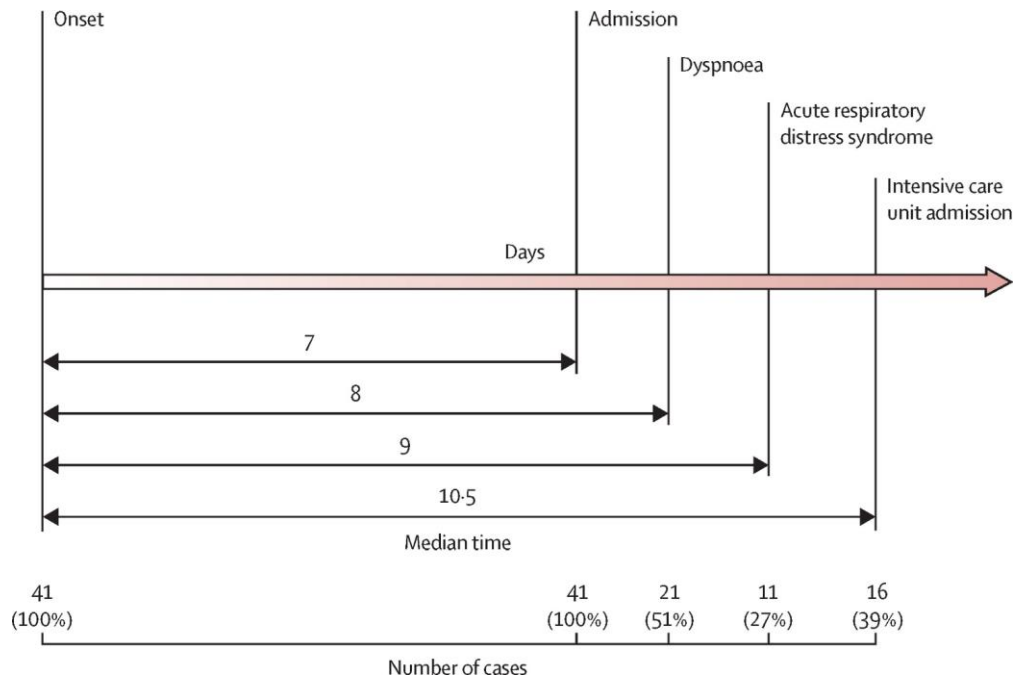 Onset
Admission
Dyspnoea
Acute respiratory
distress syndrome
Intensive care
unit admission
Days
7
8
9
10·5
Median time
41 41 21 11 16
(100%) (100%) (51%) (27%) (39%)
Number of cases